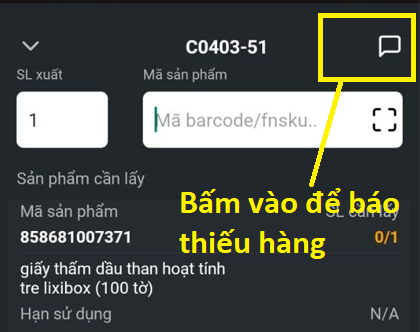 C0403-51
SL xuất
Mã sản phẩm
1
Mã barcode/fnsku..
Sản phẩm cần lấy
Mã sản phẩm
SL cần lấy
858681007371
0/1
Bấm vào để báo
thiếu hàng
giấy thấm dầu than hoạt tính
tre lixibox (100 tờ)
Hạn sử dụng
N/A